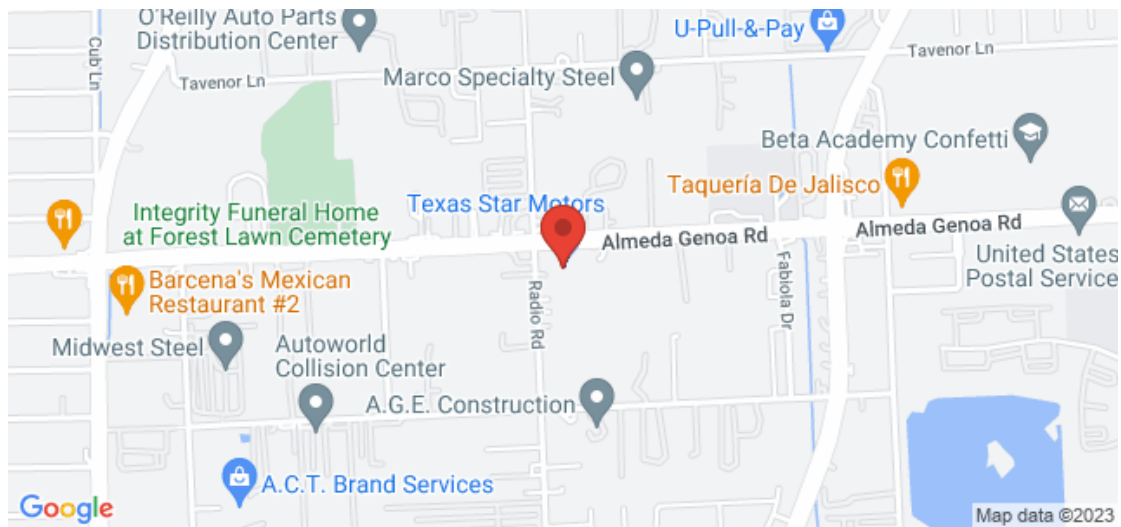 O'Reilly Auto Parts
Distribution Center
U-Pull-&-Pay
Tavenor Ln
Cub Ln
Tavenor Ln
Marco Specialty Steel
Beta Academy Confetti
Taquería De Jalisco
Texas Star Motors
Integrity Funeral Home
at Forest Lawn Cemetery
Almeda Genoa Rd
Almeda Genoa Rd
United States
Postal Service
Barcena's Mexican
Restaurant #2
Radio Rd
Fabiola Dr
Midwest Steel
Autoworld
Collision Center
A.G.E. Construction
A.C.T. Brand Services
Google
Map data ©2023